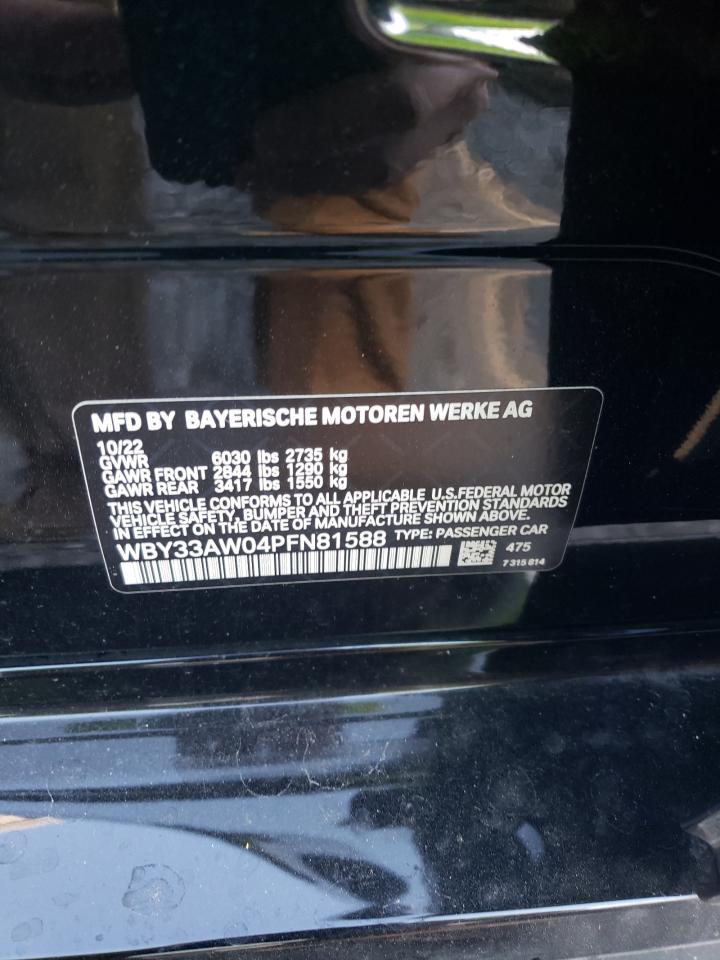 MFD BY BAYERISCHE MOTOREN WERKE AG
10/22
GVWR 6030 lbs 2735 kg
GAWR FRONT 2844 lbs 1290 kg
GAWR REAR 3417 lbs 1550 kg
THIS VEHICLE CONFORMS TO ALL APPLICABLE U.S.FEDERAL MOTOR
VEHICLE SAFETY, BUMPER, AND THEFT PREVENTION STANDARDS
IN EFFECT ON THE DATE OF MANUFACTURE SHOWN ABOVE.
WBY33AW04PFN81588 TYPE: PASSENGER CAR
475
7 315 814